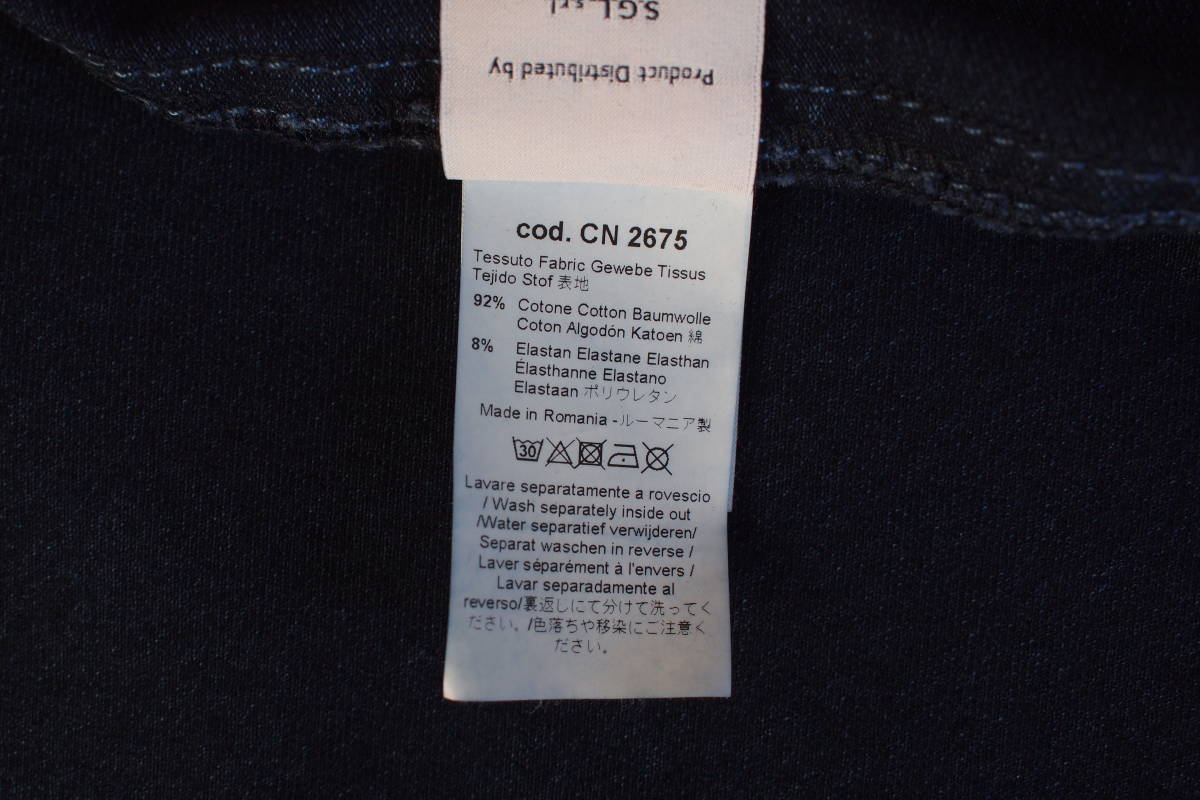 S.G.I. s.r.l
Product Distributed by
cod. CN 2675
Tessuto Fabric Gewebe Tissus
Tejido Stof 表地
92% Cotone Cotton Baumwolle
Coton Algodón Katoen 綿
8% Elastan Elastane Elasthan
Élasthanne Elastano
Elastaan ポリウレタン
Made in Romania -ルーマニア製
30
Lavare separatamente a rovescio
/ Wash separately inside out
/Water separatief verwijderen/
Separat waschen in reverse /
Laver séparément à l'envers /
Lavar separadamente al
reverso/裏返しにて分けて洗ってく
ださい。/色落ちや移染にご注意く
ださい。